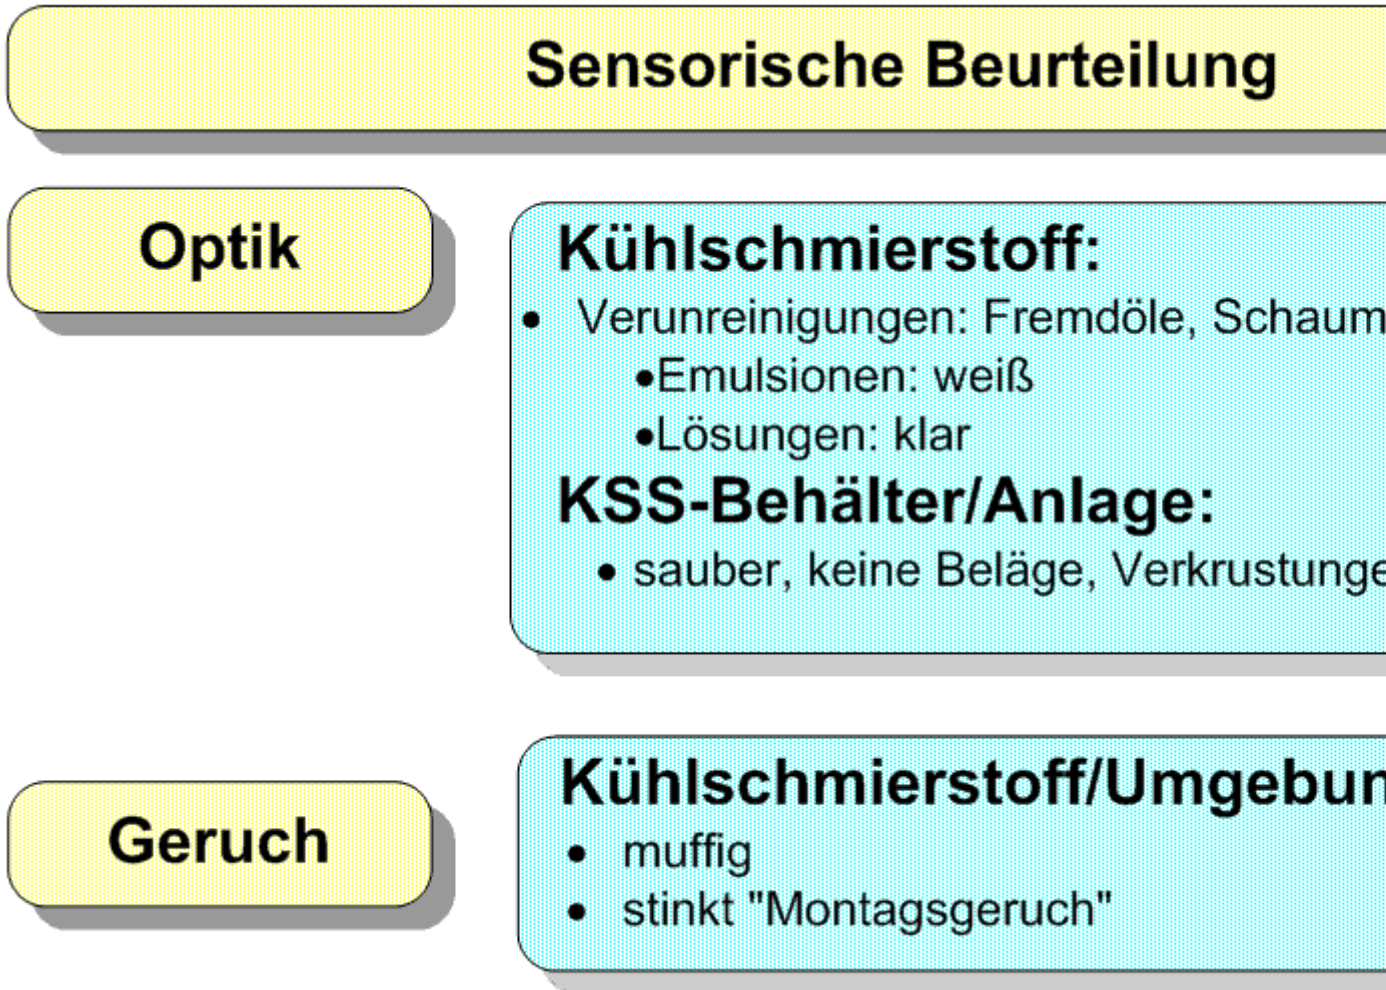 Sensorische Beurteilung
Optik
Kühlschmierstoff:
• Verunreinigungen: Fremdöle, Schaum
•Emulsionen: weiß
•Lösungen: klar
KSS-Behälter/Anlage:
• sauber, keine Beläge,
Geruch
Kühlschmierstoff/
• muffig
• stinkt "Montagsgeruch"